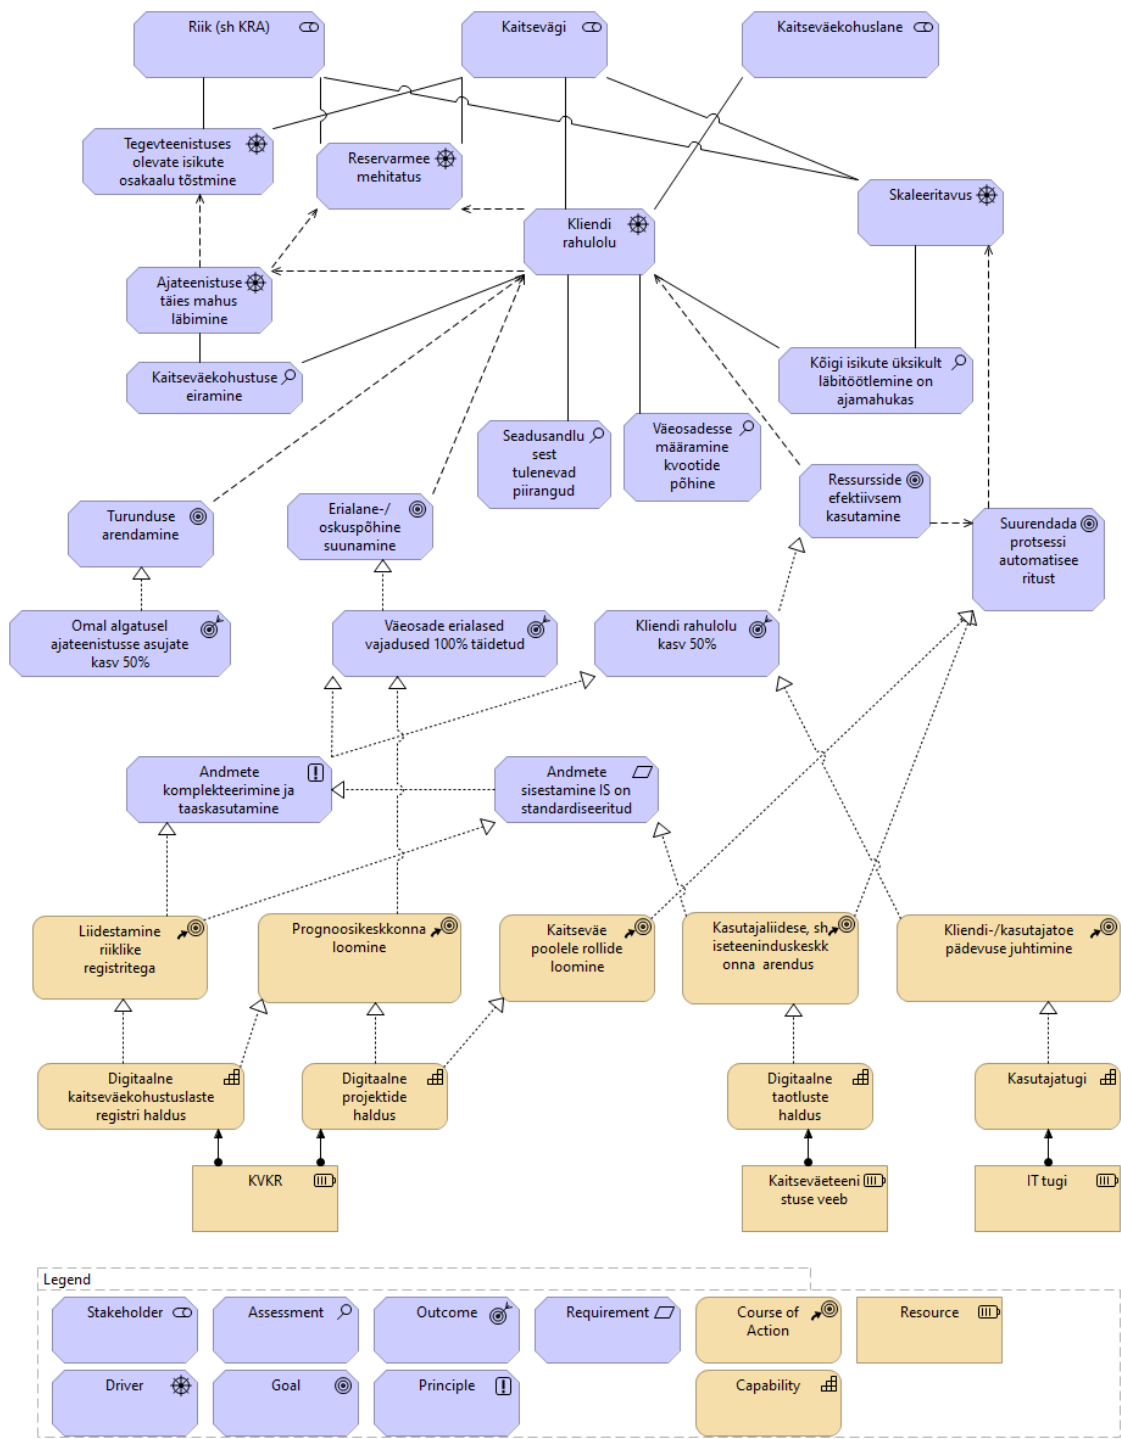 Riik (sh KRA)
Kaitsevägi
Kaitseväekohuslane
Tegevteenistuses
olevate isikute
osakaalu tõstmine
Reservarmee
mehitatus
Skaleeritavus
Kliendi
rahulolu
Ajateenistuse
täies mahus
läbimine
Kaitseväekohustuse
eiramine
Kõigi isikute üksikult
läbitöötlemine on
ajamahukas
Seadusandlu
sest
tulenevad
piirangud
Väeosadesse
määramine
kvootide
põhine
Ressursside
efektiivsem
kasutamine
Turunduse
arendamine
Erialane-/
oskuspõhine
suunamine
Suurendada
protsessi
automatisee
ritust
Omal algatusel
ajateenistusse asujate
kasv 50%
Väeosade erialased
vajadused 100% täidetud
Kliendi rahulolu
kasv 50%
Andmete
komplekteerimine ja
taaskasutamine
Andmete
sisestamine IS on
standardiseeritud
Liidestamine
riiklike
registritega
Prognoosikeskkonna
loomine
Kaitseväe
poolele rollide
loomine
Kasutajaliidese, sh
iseteeninduskeskk
onna arendus
Kliendi-/kasutajatoe
pädevuse juhtimine
Digitaalne
kaitseväekohustuslaste
registri haldus
Digitaalne
projektide
haldus
Digitaalne
taotluste
haldus
Kasutajatugi
KVKR
Kaitseväeteeni
stuse veeb
IT tugi
Legend
Stakeholder
Assessment
Outcome
Requirement
Course of
Action
Resource
Driver
Goal
Principle
Capability